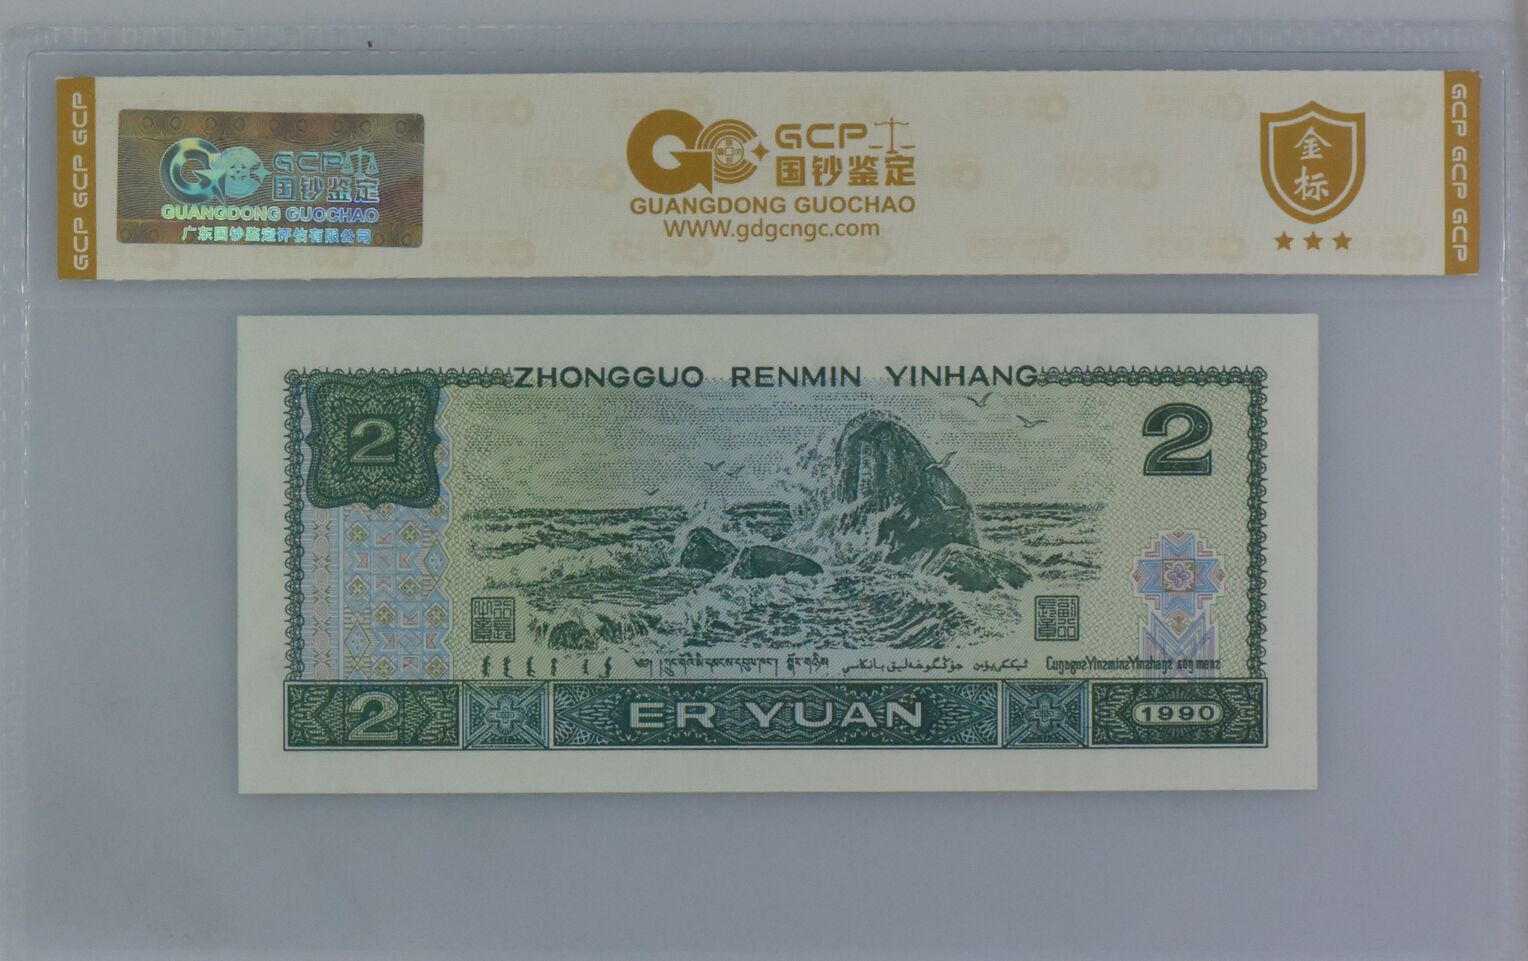 GCP GCP GCP
GCP
国钞鉴定
GUANGDONG GUOCHAO
广东国钞鉴定评估有限公司
GCP
国钞鉴定
GUANGDONG GUOCHAO
WWW.gdgcngc.com
金标
GCP GCP GCP
ZHONGGUO RENMIN YINHANG
2
2
CuŋƨgozYinƨminzYinzhaŋƨ
2
ER YUAN
1990